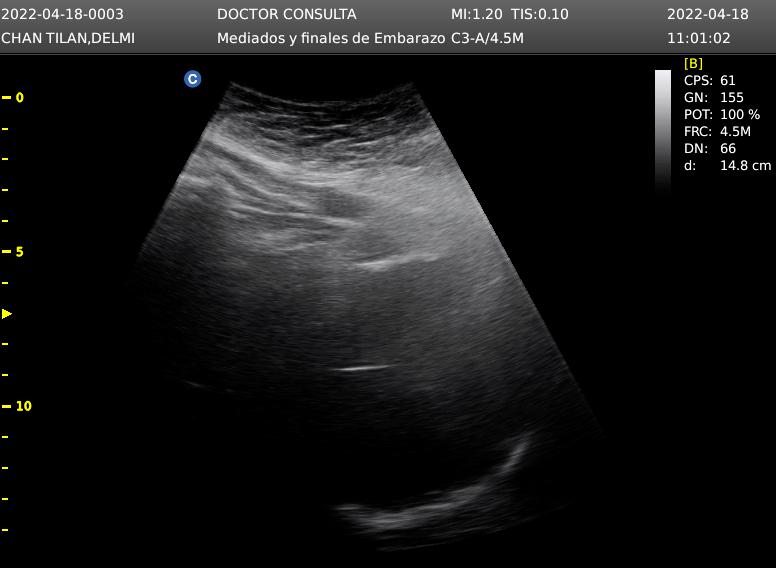 2022-04-18-0003 DOCTOR CONSULTA MI:1.20 TIS:0.10 2022-04-18
CHAN TILAN,DELMI Mediados y finales de Embarazo C3-A/4.5M 11:01:02
C
[B]
CPS: 61
GN: 155
POT: 100 %
FRC: 4.5M
DN: 66
d: 14.8 cm
0
5
10